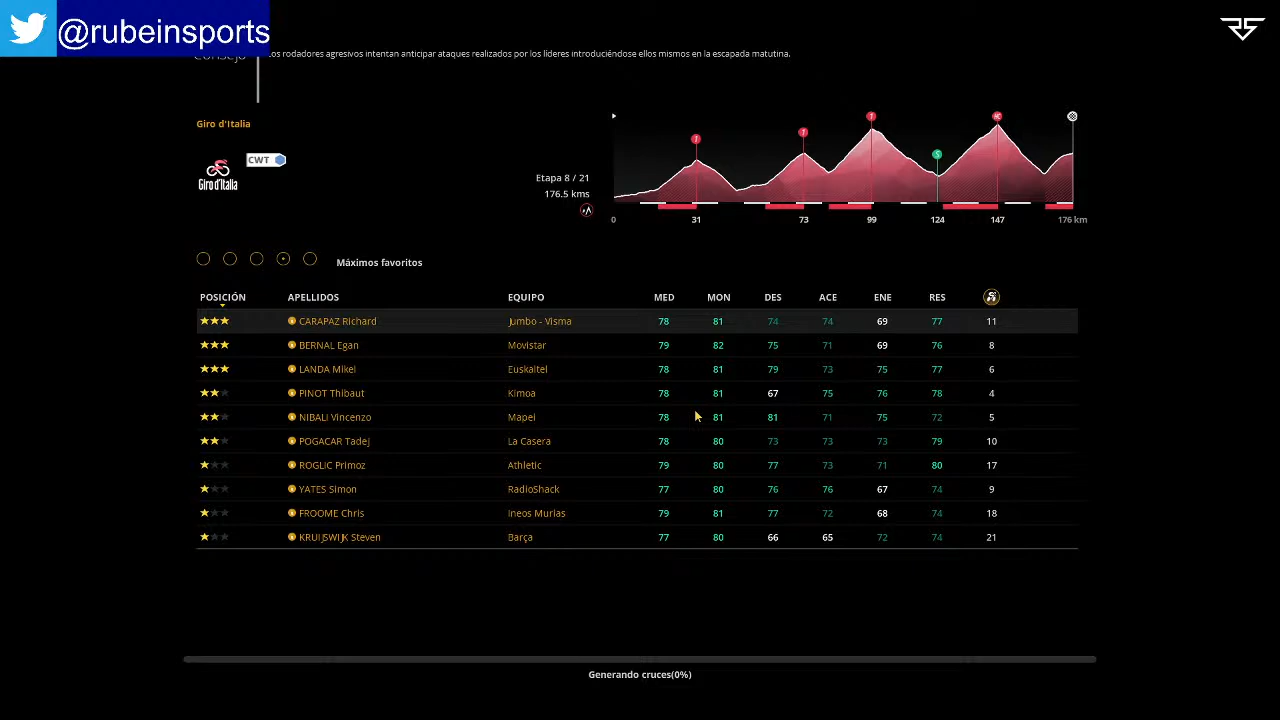 @rubeinsports
Consejo
Los rodadores agresivos intentan anticipar ataques realizados por los líderes introduciéndose ellos mismos en la escapada matutina.
Giro d'Italia
CWT
Giro d'Italia
Etapa 8 / 21
176.5 kms
1 1 1 S HC
0 31 73 99 124 147 176 km
Máximos favoritos
POSICIÓN APELLIDOS EQUIPO MED MON DES ACE ENE RES
CARAPAZ Richard Jumbo - Visma 78 81 74 74 69 77 11
BERNAL Egan Movistar 79 82 75 71 69 76 8
LANDA Mikel Euskaltel 78 81 79 73 75 77 6
PINOT Thibaut Kimoa 78 81 67 75 76 78 4
NIBALI Vincenzo Mapei 78 81 81 71 75 72 5
POGACAR Tadej La Casera 78 80 73 73 73 79 10
ROGLIC Primoz Athletic 79 80 77 73 71 80 17
YATES Simon RadioShack 77 80 76 76 67 74 9
FROOME Chris Ineos Murias 79 81 77 72 68 74 18
KRUIJSWIJK Steven Barça 77 80 66 65 72 74 21
Generando cruces(0%)